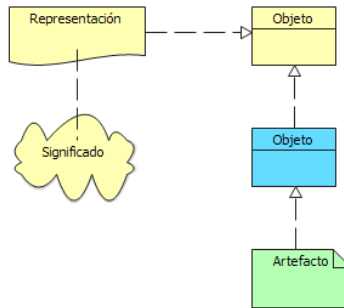 Representación
Objeto
Significado
Objeto
Artefacto